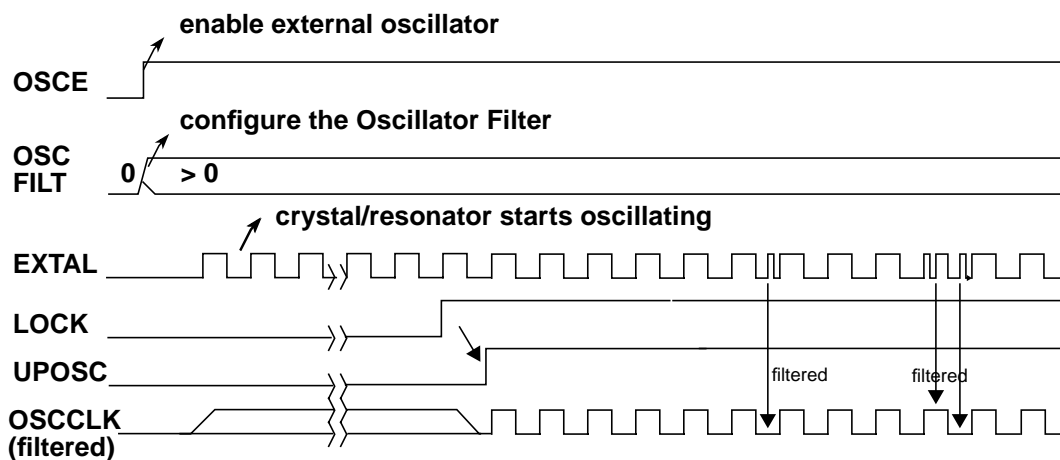 enable external oscillator
OSCE
configure the Oscillator Filter
OSC
FILT
0
> 0
crystal/resonator starts oscillating
EXTAL
LOCK
UPOSC
filtered
filtered
OSCCLK
(filtered)